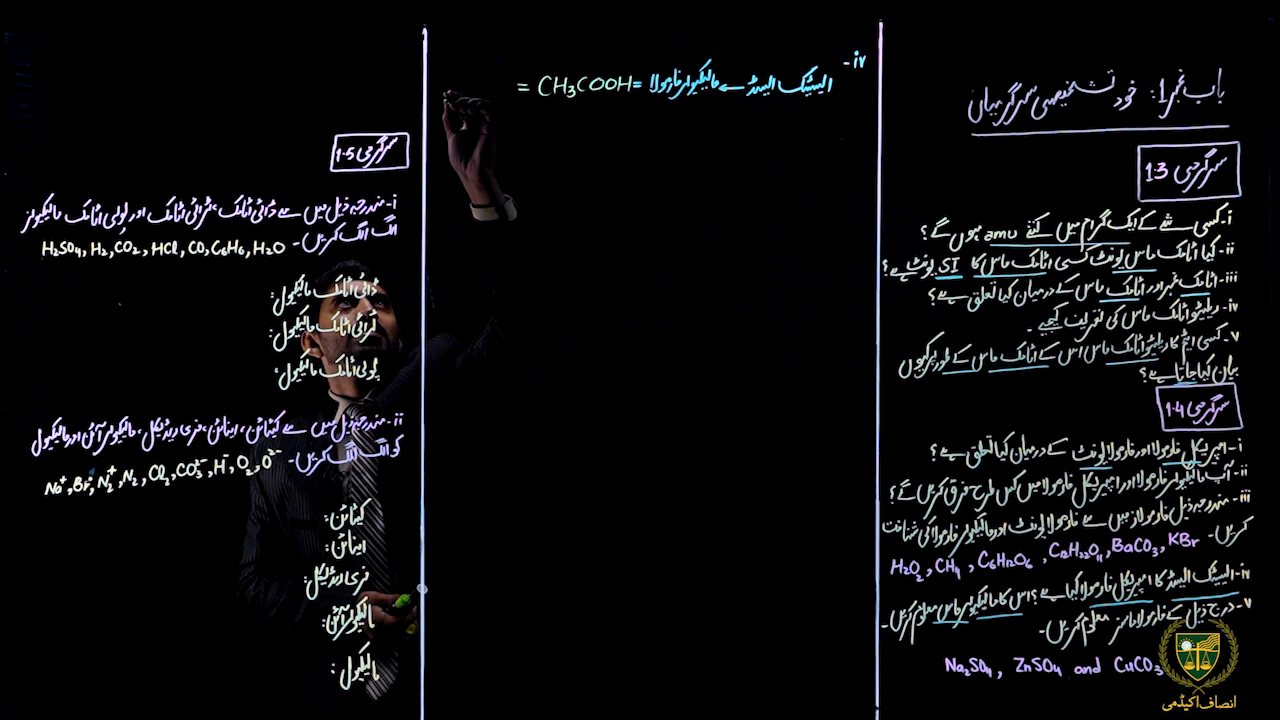 باب نمبر 1: خود تشخیصی سرگرمیاں
سرگرمی 1.3
i- کسی شے کے ایک گرام میں کتنے amu ہوں گے؟
ii- کیا اٹامک ماس یونٹ کسی اٹامک ماس کا SI یونٹ ہے؟
iii- اٹامک نمبر اور اٹامک ماس کے درمیان کیا تعلق ہے؟
iv- ریلیٹو اٹامک ماس کی تعریف کیجیے۔
v- کسی ایٹم کا ریلیٹو اٹامک ماس اس کے اٹامک ماس کے طور پر کیوں
بیان کیا جاتا ہے؟
سرگرمی 1.4
i- امپیریکل فارمولا اور فارمولا یونٹ کے درمیان کیا تعلق ہے؟
ii- آپ مالیکیولر فارمولا اور امپیریکل فارمولا میں کس طرح فرق کریں گے؟
iii- مندرجہ ذیل فارمولاز میں سے فارمولا یونٹ اور مالیکیولر فارمولا کی شناخت
کریں۔ H2O2, CH4, C6H12O6, C12H22O11, BaCO3, KBr
iv- ایسیٹک ایسڈ کا امپیریکل فارمولا کیا ہے؟ اس کا مالیکیولر ماس معلوم کریں۔
v- درج ذیل کے فارمولا ماسز معلوم کریں۔
Na2SO4, ZnSO4 and CuCO3
انصاف اکیڈمی
iv- ایسیٹک ایسڈ کے مالیکیولر فارمولا = CH3COOH =
سرگرمی 1.5
i- مندرجہ ذیل میں سے ڈائی اٹامک، ٹرائی اٹامک اور پولی اٹامک مالیکیولز
الگ الگ کریں۔ H2SO4, H2, CO2, HCl, CO, C6H6, H2O
ڈائی اٹامک مالیکیول:
ٹرائی اٹامک مالیکیول:
پولی اٹامک مالیکیول:
ii- مندرجہ ذیل میں سے کیٹائن، اینائن، فری ریڈیکل، مالیکیولر آئن اور مالیکیول
کو الگ الگ کریں۔ Na⁺, Br⁻, N2⁺, N2, Cl2, CO3²⁻, H⁻, O2, O²⁻
کیٹائن:
اینائن:
فری ریڈیکل:
مالیکیولر آئن:
مالیکیول: